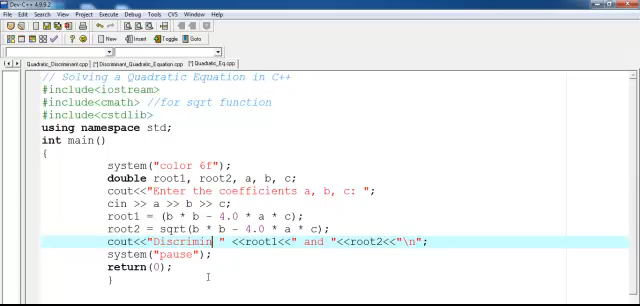 Dev-C++ 4.9.9.2
File Edit Search View Project Execute Debug Tools CVS Window Help
New Insert Toggle Goto
Quadratic_Discriminant.cpp [*] Discriminant_Quadratic_Equation.cpp [*] Quadratic_Eq.cpp
// Solving a Quadratic Equation in C++
#include<iostream>
#include<cmath> //for sqrt function
#include<cstdlib>
using namespace std;
int main()
{
system("color 6f");
double root1, root2, a, b, c;
cout<<"Enter the coefficients a, b, c: ";
cin >> a >> b >> c;
root1 = (b * b - 4.0 * a * c);
root2 = sqrt(b * b - 4.0 * a * c);
cout<<"Discrimin " <<root1<<" and "<<root2<<"\n";
system("pause");
return(0);
}